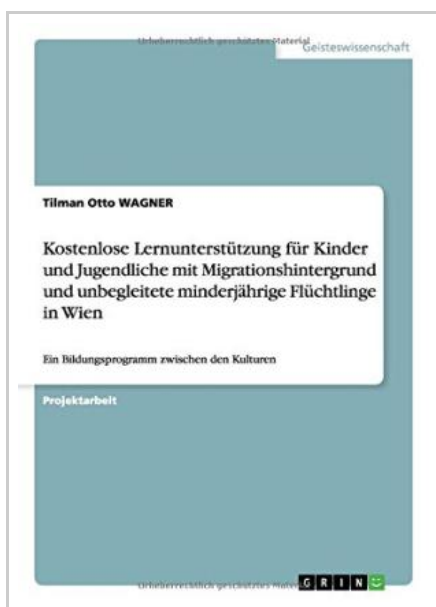 Urheberrechtlich geschütztes Material
Geisteswissenschaft
Tilman Otto WAGNER
Kostenlose Lernunterstützung für Kinder
und Jugendliche mit Migrationshintergrund
und unbegleitete minderjährige Flüchtlinge
in Wien
Ein Bildungsprogramm zwischen den Kulturen
Projektarbeit
Urheberrechtlich geschütztes Material
GRIN